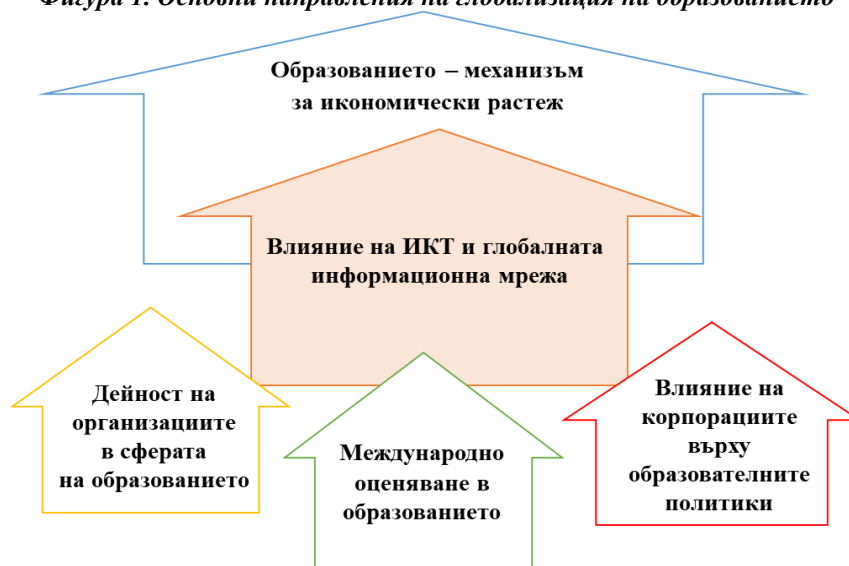 Фигура 1. Основни направления на глобализация на образованието
Образованието – механизъм
за икономически растеж
Влияние на ИКТ и глобалната
информационна мрежа
Дейност на
организациите
в сферата
на образованието
Международно
оценяване в
образованието
Влияние на
корпорациите
върху
образователните
политики